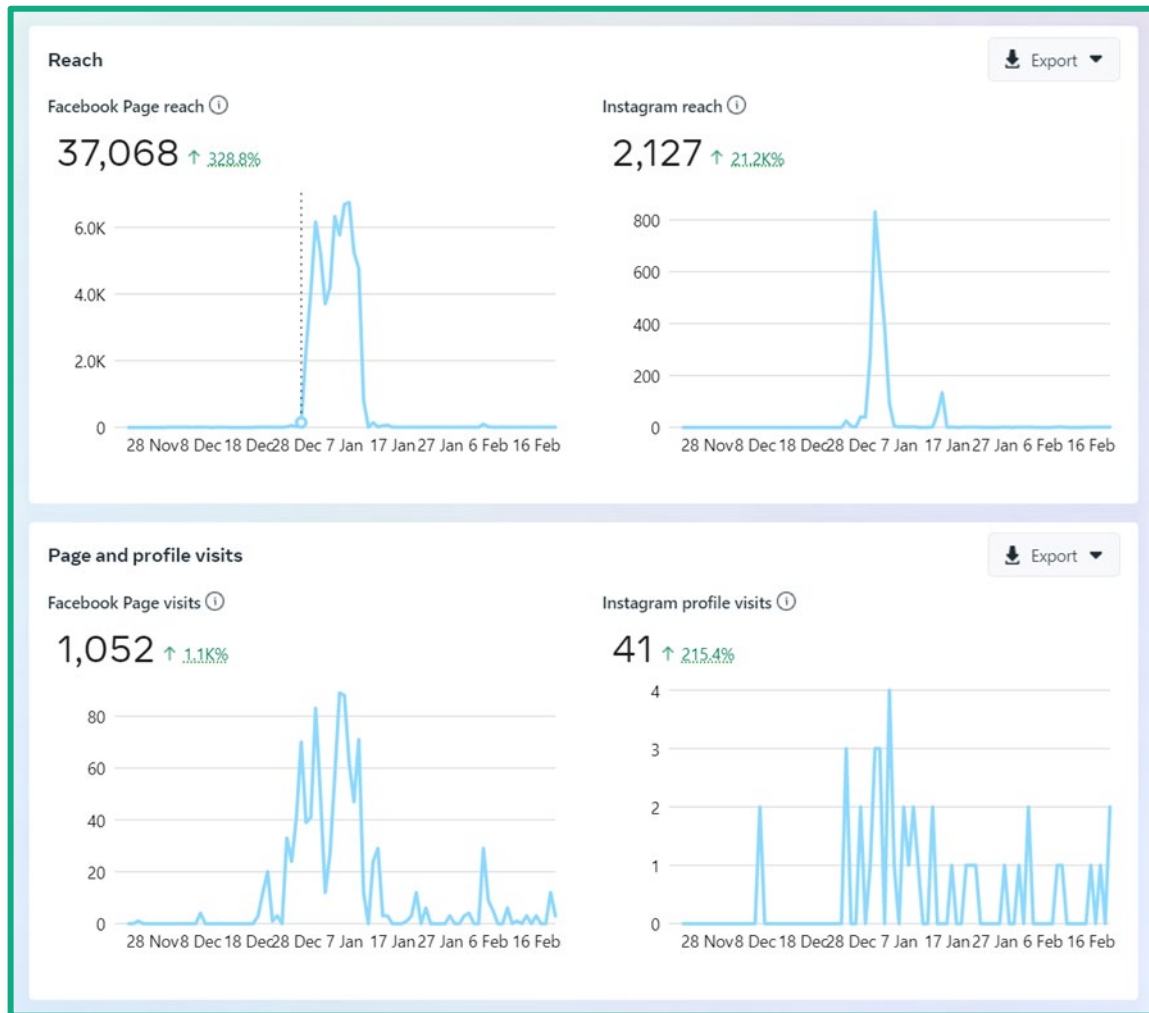 Reach
Export
Facebook Page reach
37,068 ↑ 328.8%
6.0K
4.0K
2.0K
0
28 Nov 8 Dec 18 Dec 28 Dec 7 Jan 17 Jan 27 Jan 6 Feb 16 Feb
Instagram reach
2,127 ↑ 21.2K%
800
600
400
200
0
28 Nov 8 Dec 18 Dec 28 Dec 7 Jan 17 Jan 27 Jan 6 Feb 16 Feb
Page and profile visits
Export
Facebook Page visits
1,052 ↑ 1.1K%
80
60
40
20
0
28 Nov 8 Dec 18 Dec 28 Dec 7 Jan 17 Jan 27 Jan 6 Feb 16 Feb
Instagram profile visits
41 ↑ 215.4%
4
3
2
1
0
28 Nov 8 Dec 18 Dec 28 Dec 7 Jan 17 Jan 27 Jan 6 Feb 16 Feb